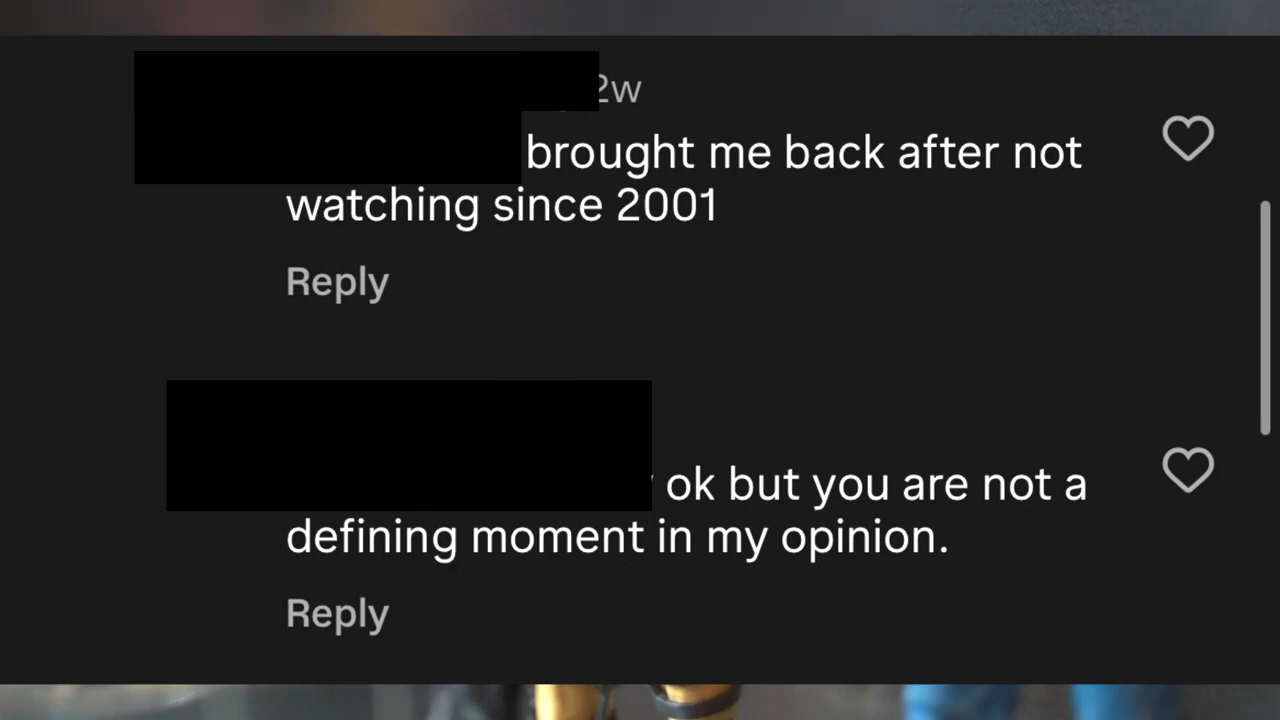 2w
brought me back after not
watching since 2001
Reply
ok but you are not a
defining moment in my opinion.
Reply